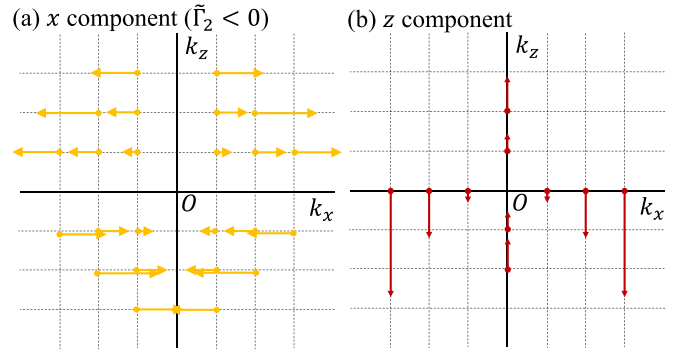 (a) x component (Γ̃₂ < 0)
k_z
O
k_x
(b) z component
k_z
O
k_x